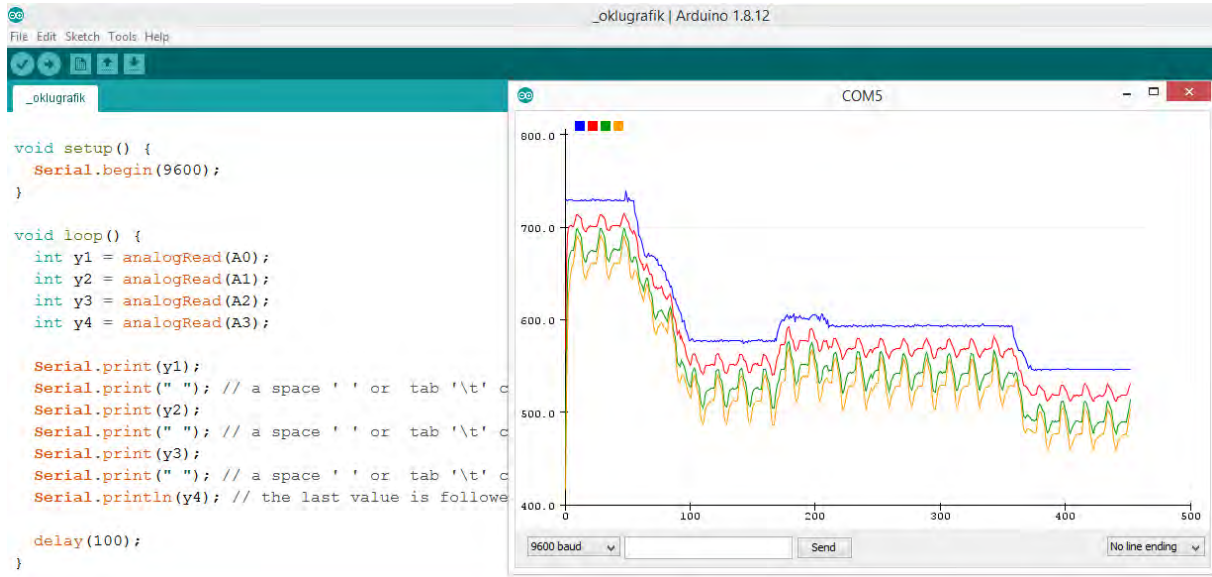 _oklugrafik | Arduino 1.8.12
File Edit Sketch Tools Help
_oklugrafik
void setup() {
  Serial.begin(9600);
}
void loop() {
  int y1 = analogRead(A0);
  int y2 = analogRead(A1);
  int y3 = analogRead(A2);
  int y4 = analogRead(A3);
  Serial.print(y1);
  Serial.print(" "); // a space ' ' or  tab '\t' c
  Serial.print(y2);
  Serial.print(" "); // a space ' ' or  tab '\t' c
  Serial.print(y3);
  Serial.print(" "); // a space ' ' or  tab '\t' c
  Serial.println(y4); // the last value is followe
  delay(100);
}
COM5
800.0
700.0
600.0
500.0
400.0
0 100 200 300 400 500
9600 baud Send No line ending